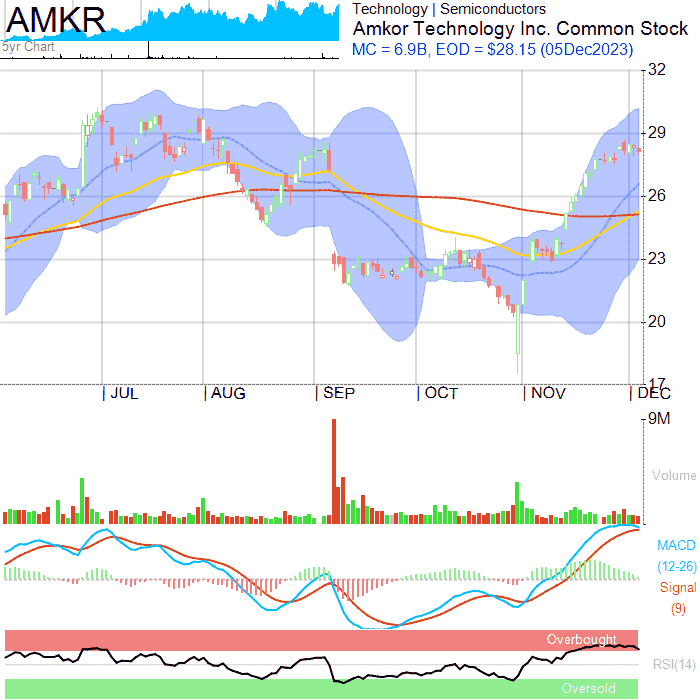 AMKR
5yr Chart
Technology | Semiconductors
Amkor Technology Inc. Common Stock
MC = 6.9B, EOD = $28.15 (05Dec2023)
32
29
26
23
20
17
JUL
AUG
SEP
OCT
NOV
DEC
9M
Volume
MACD
(12-26)
Signal
(9)
Overbought
RSI(14)
Oversold